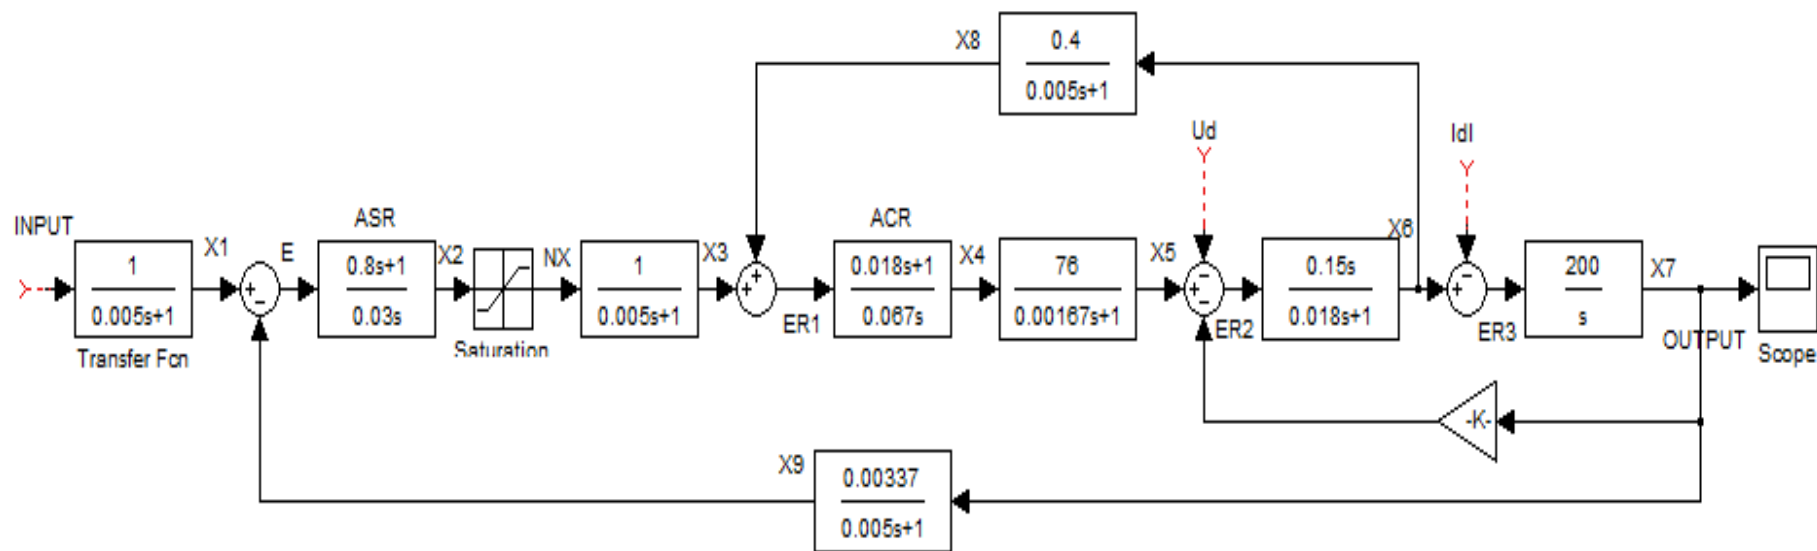 X8
0.4
0.005s+1
Ud
Idl
INPUT
ASR
ACR
X1
E
X2
NX
X3
X4
X5
X6
X7
1
0.005s+1
+
−
0.8s+1
0.03s
1
0.005s+1
+
+
0.018s+1
0.067s
76
0.00167s+1
−
+
−
0.15s
0.018s+1
−
+
200
s
ER1
ER2
ER3
OUTPUT
Transfer Fcn
Saturation
Scope
-K-
X9
0.00337
0.005s+1